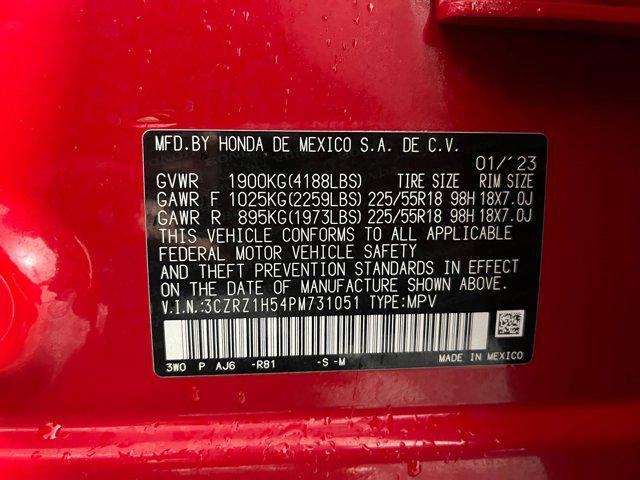 MFD.BY HONDA DE MEXICO S.A. DE C.V.
01/´23
GVWR 1900KG(4188LBS) TIRE SIZE RIM SIZE
GAWR F 1025KG(2259LBS) 225/55R18 98H 18X7.0J
GAWR R 895KG(1973LBS) 225/55R18 98H 18X7.0J
THIS VEHICLE CONFORMS TO ALL APPLICABLE
FEDERAL MOTOR VEHICLE SAFETY
AND THEFT PREVENTION STANDARDS IN EFFECT
ON THE DATE OF MANUFACTURE SHOWN ABOVE.
V.I.N.:3CZRZ1H54PM731051 TYPE:MPV
3W0 P AJ6 -R81 -S-M MADE IN MEXICO